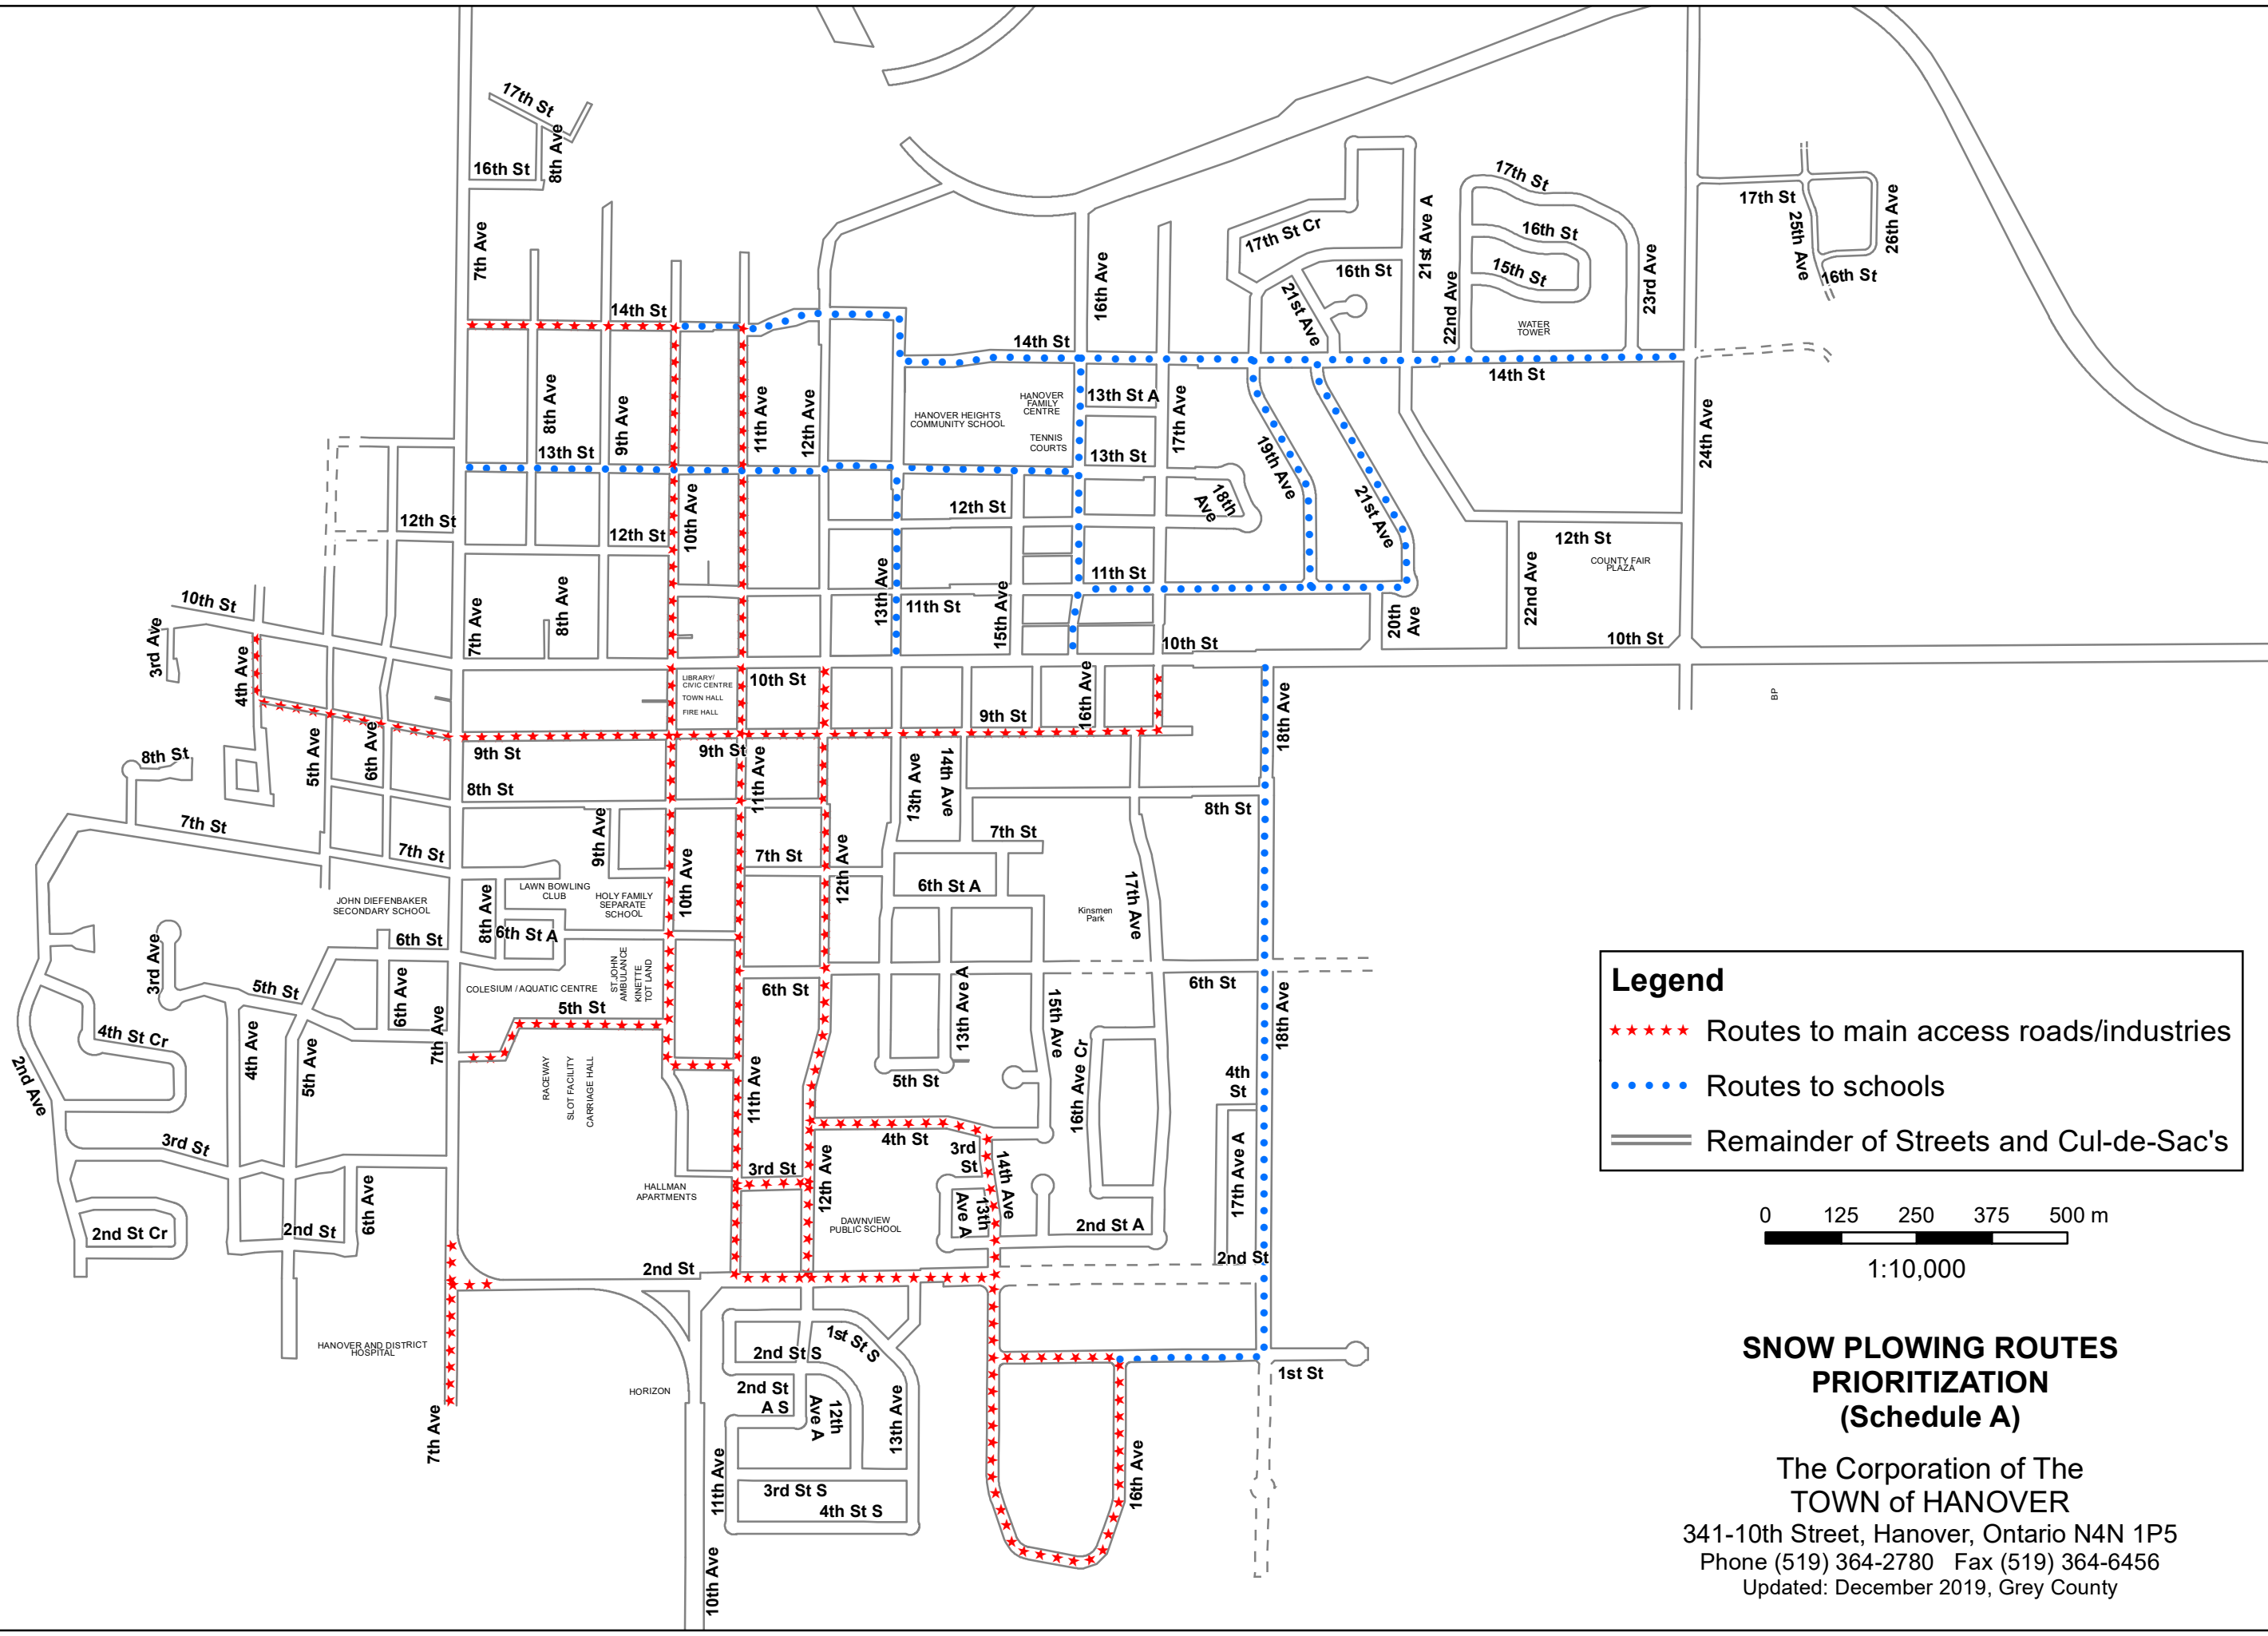 17th St
8th Ave
16th St
7th Ave
14th St
17th St Cr
16th St
21st Ave A
21st Ave
22nd Ave
17th St
16th St
15th St
23rd Ave
WATER
TOWER
17th St
25th Ave
26th Ave
16th St
16th Ave
14th St
14th St
8th Ave
9th Ave
13th St
11th Ave
12th Ave
HANOVER HEIGHTS
COMMUNITY SCHOOL
HANOVER
FAMILY
CENTRE
TENNIS
COURTS
13th St A
13th St
17th Ave
18th
Ave
19th Ave
21st Ave
24th Ave
12th St
12th St
10th Ave
12th St
12th St
COUNTY FAIR
PLAZA
22nd Ave
20th
Ave
10th St
11th St
11th St
13th Ave
15th Ave
10th St
10th St
3rd Ave
4th Ave
7th Ave
8th Ave
LIBRARY/
CIVIC CENTRE
TOWN HALL
FIRE HALL
10th St
9th St
16th Ave
18th Ave
BP
5th Ave
6th Ave
9th St
9th St
8th St
8th St
11th Ave
13th Ave
14th Ave
8th St
7th St
7th St
9th Ave
7th St
12th Ave
7th St
6th St A
Kinsmen
Park
17th Ave
JOHN DIEFENBAKER
SECONDARY SCHOOL
LAWN BOWLING
CLUB
HOLY FAMILY
SEPARATE
SCHOOL
10th Ave
8th Ave
6th St A
6th St
3rd Ave
5th St
6th Ave
COLESIUM / AQUATIC CENTRE
ST.JOHN
AMBULANCE
KINETTE
TOT LAND
6th St
13th Ave A
6th St
5th St
7th Ave
4th St Cr
4th Ave
5th Ave
2nd Ave
RACEWAY
SLOT FACILITY
CARRIAGE HALL
11th Ave
5th St
15th Ave
16th Ave Cr
18th Ave
4th
St
4th St
3rd
St
3rd St
3rd St
12th Ave
14th Ave
13th
Ave A
17th Ave A
HALLMAN
APARTMENTS
DAWNVIEW
PUBLIC SCHOOL
2nd St A
2nd St Cr
2nd St
6th Ave
2nd St
2nd St
HANOVER AND DISTRICT
HOSPITAL
HORIZON
7th Ave
1st St S
2nd St S
2nd St
A S
12th
Ave A
13th Ave
11th Ave
3rd St S
4th St S
10th Ave
16th Ave
1st St
Legend
Routes to main access roads/industries
Routes to schools
Remainder of Streets and Cul-de-Sac's
0 125 250 375 500 m
1:10,000
SNOW PLOWING ROUTES
PRIORITIZATION
(Schedule A)
The Corporation of The
TOWN of HANOVER
341-10th Street, Hanover, Ontario N4N 1P5
Phone (519) 364-2780 Fax (519) 364-6456
Updated: December 2019, Grey County